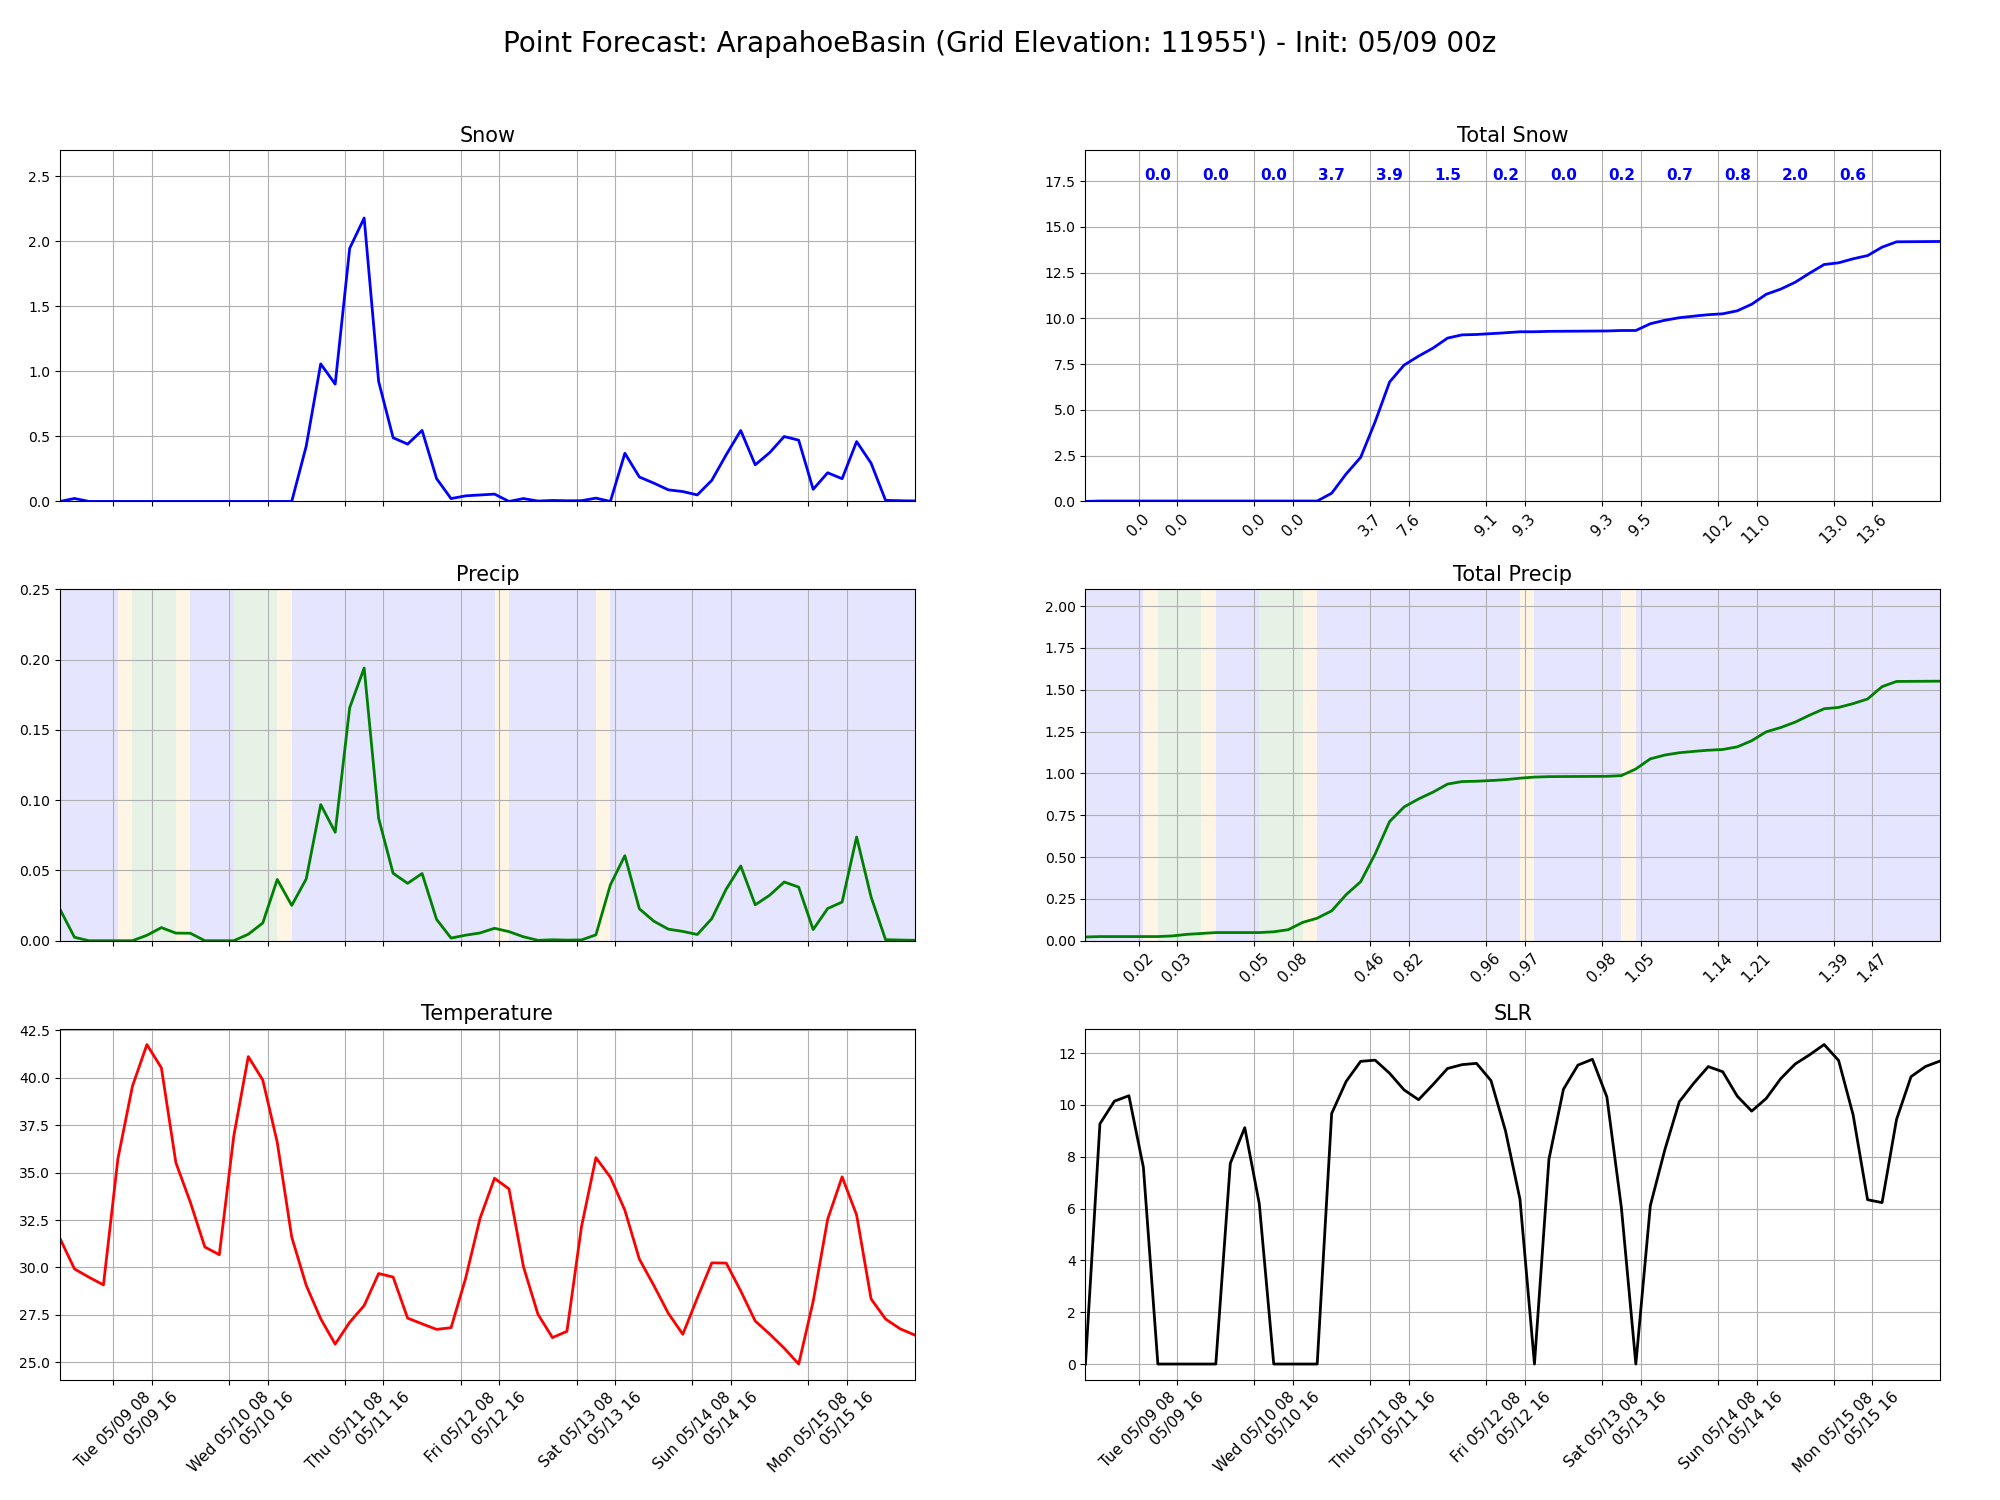 Point Forecast: ArapahoeBasin (Grid Elevation: 11955') - Init: 05/09 00z
Snow
2.5
2.0
1.5
1.0
0.5
0.0
Total Snow
0.0 0.0 0.0 3.7 3.9 1.5 0.2 0.0 0.2 0.7 0.8 2.0 0.6
17.5
15.0
12.5
10.0
7.5
5.0
2.5
0.0
0.0 0.0 0.0 0.0 3.7 7.6 9.1 9.3 9.3 9.5 10.2 11.0 13.0 13.6
Precip
0.25
0.20
0.15
0.10
0.05
0.00
Total Precip
2.00
1.75
1.50
1.25
1.00
0.75
0.50
0.25
0.00
0.02 0.03 0.05 0.08 0.46 0.82 0.96 0.97 0.98 1.05 1.14 1.21 1.39 1.47
Temperature
42.5
40.0
37.5
35.0
32.5
30.0
27.5
25.0
Tue 05/09 08
05/09 16
Wed 05/10 08
05/10 16
Thu 05/11 08
05/11 16
Fri 05/12 08
05/12 16
Sat 05/13 08
05/13 16
Sun 05/14 08
05/14 16
Mon 05/15 08
05/15 16
SLR
12
10
8
6
4
2
0
Tue 05/09 08
05/09 16
Wed 05/10 08
05/10 16
Thu 05/11 08
05/11 16
Fri 05/12 08
05/12 16
Sat 05/13 08
05/13 16
Sun 05/14 08
05/14 16
Mon 05/15 08
05/15 16